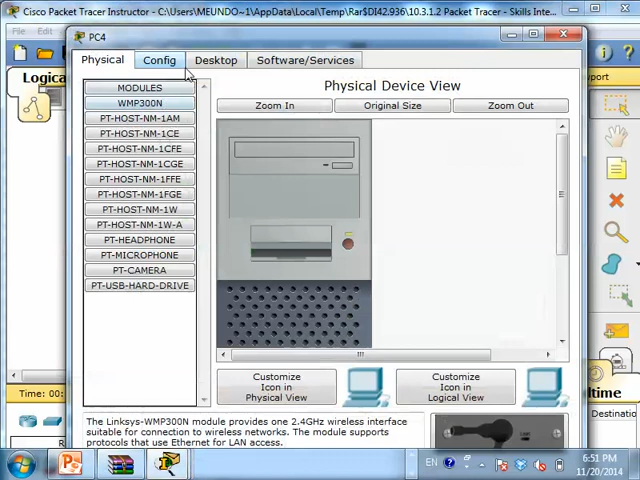 Cisco Packet Tracer Instructor - C:\Users\MEUNDO~1\AppData\Local\Temp\Rar$DI42.936\10.3.1.2 Packet Tracer - Skills Inte...
File
PC4
Physical
Config
Desktop
Software/Services
Logical
MODULES
WMP300N
PT-HOST-NM-1AM
PT-HOST-NM-1CE
PT-HOST-NM-1CFE
PT-HOST-NM-1CGE
PT-HOST-NM-1FFE
PT-HOST-NM-1FGE
PT-HOST-NM-1W
PT-HOST-NM-1W-A
PT-HEADPHONE
PT-MICROPHONE
PT-CAMERA
PT-USB-HARD-DRIVE
Physical Device View
Zoom In
Original Size
Zoom Out
Customize
Icon in
Physical View
Customize
Icon in
Logical View
The Linksys-WMP300N module provides one 2.4GHz wireless interface
suitable for connection to wireless networks. The module supports
protocols that use Ethernet for LAN access.
Time: 00:
Destinatio
EN
6:51 PM
11/20/2014